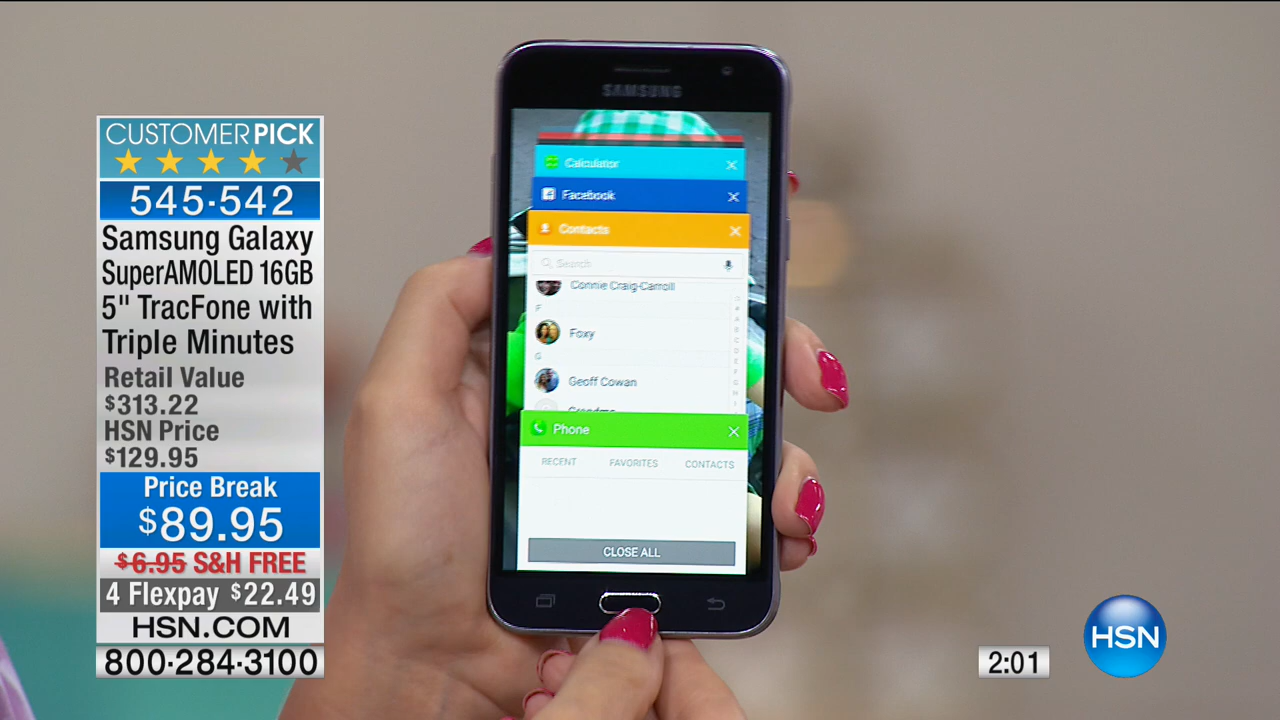 CUSTOMER PICK
545-542
Samsung Galaxy
SuperAMOLED 16GB
5" TracFone with
Triple Minutes
Retail Value
$313.22
HSN Price
$129.95
Price Break
$89.95
$6.95 S&H FREE
4 Flexpay $22.49
HSN.COM
800-284-3100
SAMSUNG
Calculator
Facebook
Contacts
Search
Connie Craig-Carroll
F
Foxy
G
Geoff Cowan
Grandma
Phone
RECENT FAVORITES CONTACTS
CLOSE ALL
2:01
HSN